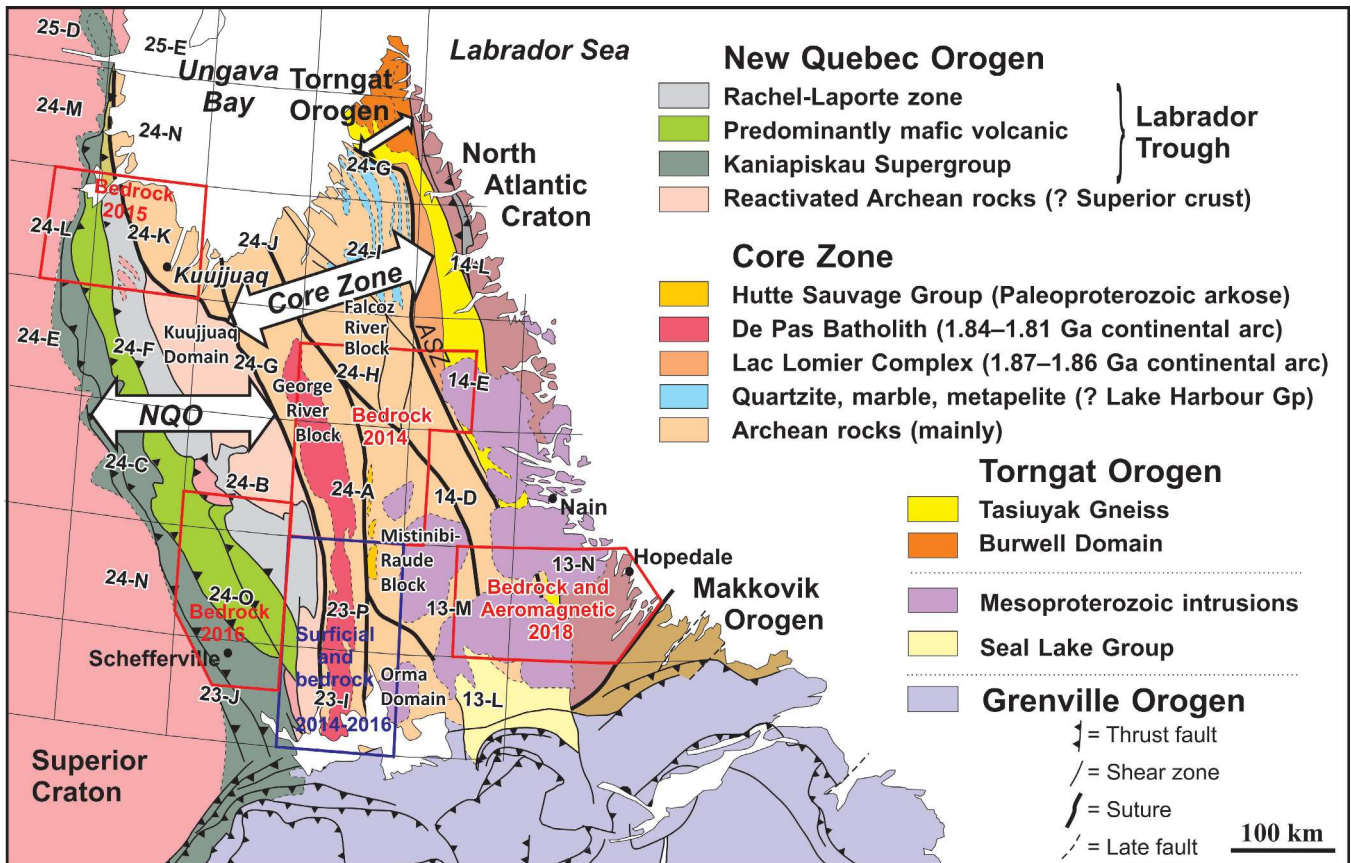 25-D
25-E
Ungava
Bay
Labrador Sea
Torngat
Orogen
24-M
24-N
24-G
North
Atlantic
Craton
Bedrock
2015
24-L
24-K
24-J
24-I
14-L
Kuujjuaq
Core Zone
Falcoz
River
Block
ASZ
24-E
24-F
Kuujjuaq
Domain
24-G
24-H
14-E
George
River
Block
Bedrock
2014
NQO
24-C
24-B
24-A
14-D
Nain
Mistinibi-
Raude
Block
24-N
24-O
Bedrock
2016
Schefferville
23-J
23-P
Surficial
and
bedrock
2014-2016
23-I
Orma
Domain
13-M
13-N
Bedrock and
Aeromagnetic
2018
Hopedale
Makkovik
Orogen
13-L
Superior
Craton
New Quebec Orogen
Rachel-Laporte zone
Predominantly mafic volcanic
Kaniapiskau Supergroup
Labrador
Trough
Reactivated Archean rocks (? Superior crust)
Core Zone
Hutte Sauvage Group (Paleoproterozoic arkose)
De Pas Batholith (1.84–1.81 Ga continental arc)
Lac Lomier Complex (1.87–1.86 Ga continental arc)
Quartzite, marble, metapelite (? Lake Harbour Gp)
Archean rocks (mainly)
Torngat Orogen
Tasiuyak Gneiss
Burwell Domain
Mesoproterozoic intrusions
Seal Lake Group
Grenville Orogen
= Thrust fault
= Shear zone
= Suture
= Late fault
100 km